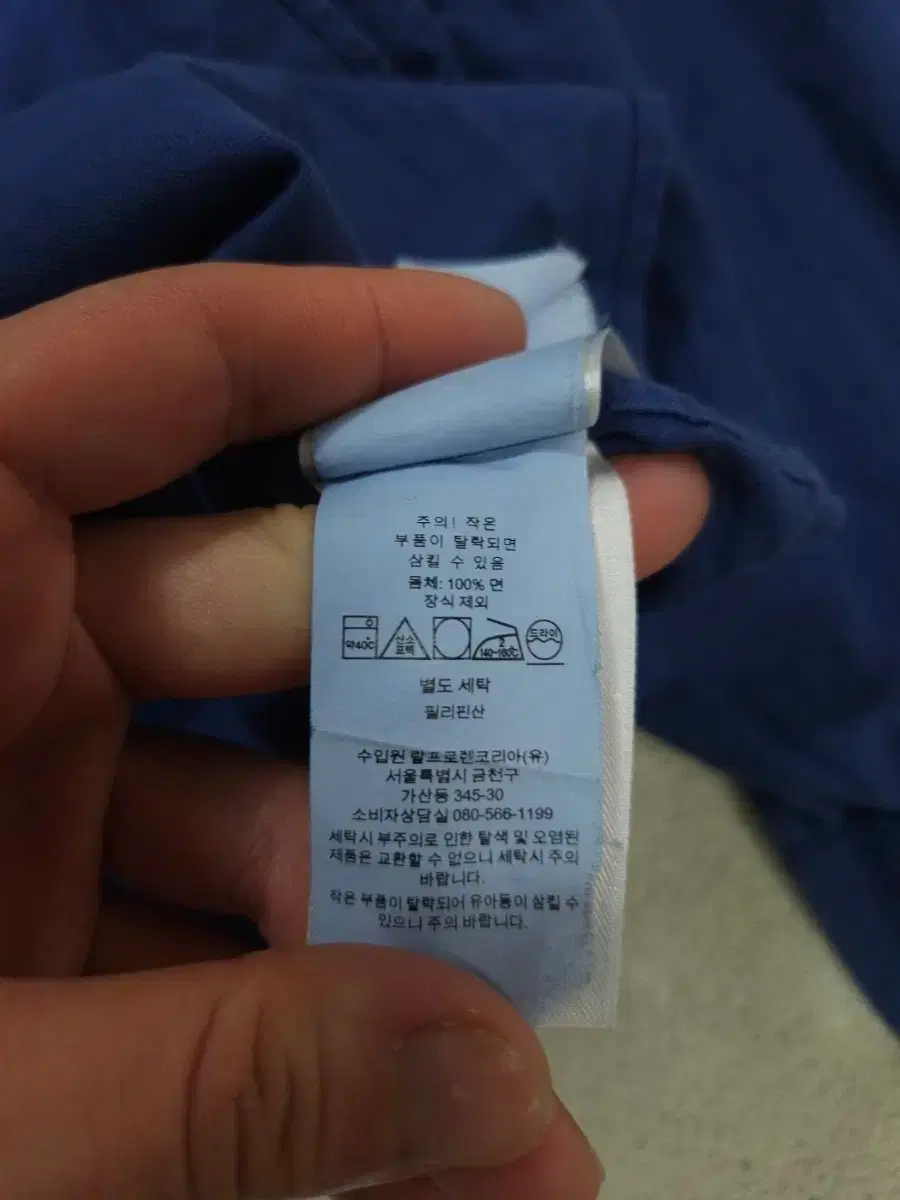 주의! 작은
부품이 탈락되면
삼킬 수 있음
몸체: 100% 면
장식 제외
약40C 산소 표백 2 140~160℃ 드라이
별도 세탁
필리핀산
수입원 랄프로렌코리아(유)
서울특별시 금천구
가산동 345-30
소비자상담실 080-566-1199
세탁시 부주의로 인한 탈색 및 오염된
제품은 교환할 수 없으니 세탁시 주의
바랍니다.
작은 부품이 탈락되어 유아등이 삼킬 수
있으니 주의 바랍니다.